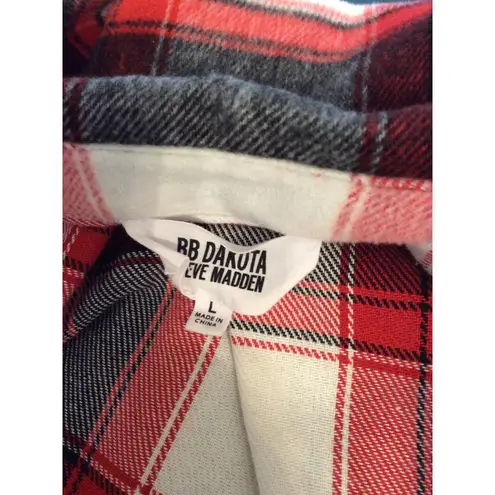 BB DAKOTA
EVE MADDEN
L
MADE IN
CHINA